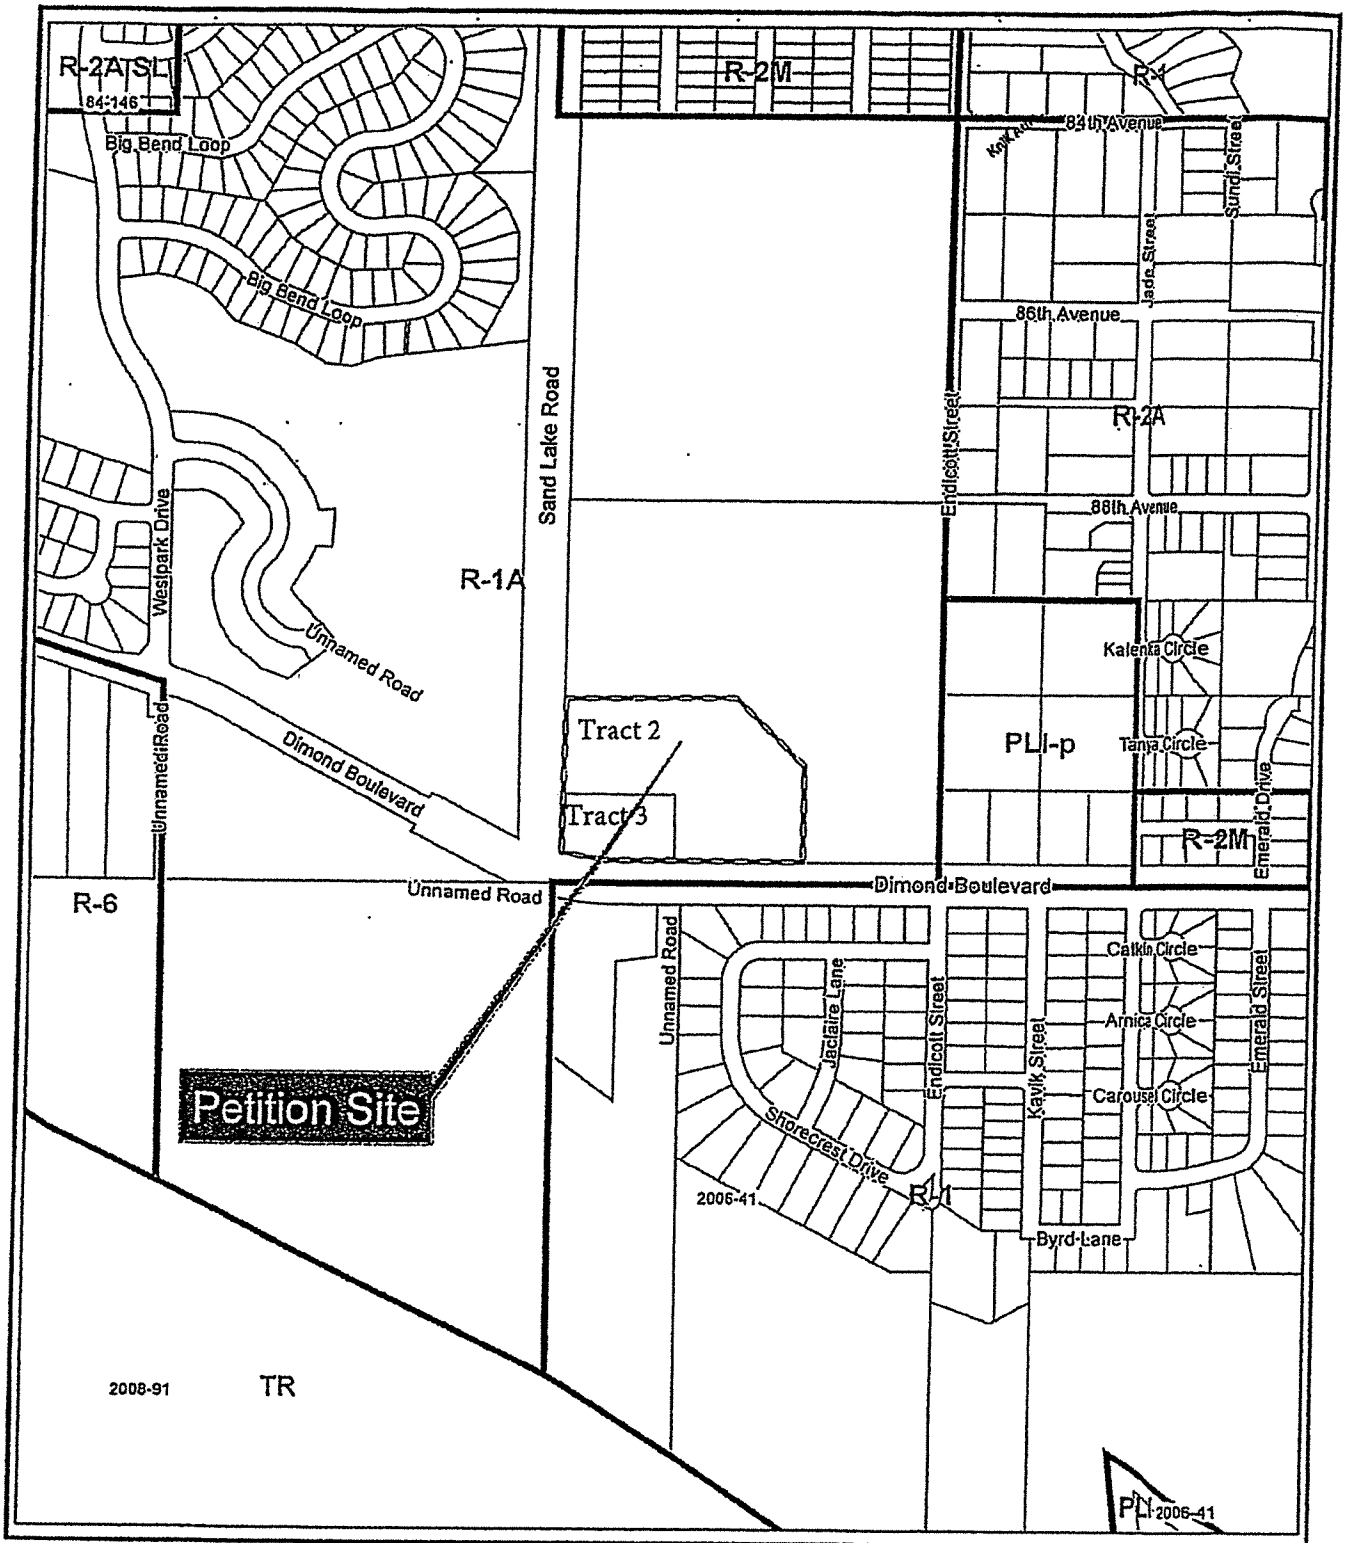 R-2A SL
84-146
Big Bend Loop
R-2M
R-1
84th Avenue
Sundi Street
Jade Street
Big Bend Loop
86th Avenue
Sand Lake Road
Endicott Street
R-2A
88th Avenue
Westpark Drive
R-1A
Unnamed Road
Kalenka Circle
Unnamed Road
Dimond Boulevard
Tract 2
PLI-p
Tanya Circle
Tract 3
Emerald Drive
R-2M
Unnamed Road
Dimond Boulevard
R-6
Unnamed Road
Jaclaire Lane
Endicott Street
Kavik Street
Catkin Circle
Arnica Circle
Emerald Street
Carousel Circle
Petition Site
Shorecrest Drive
2006-41
R-1
Byrd Lane
2008-91
TR
PLI
2006-41